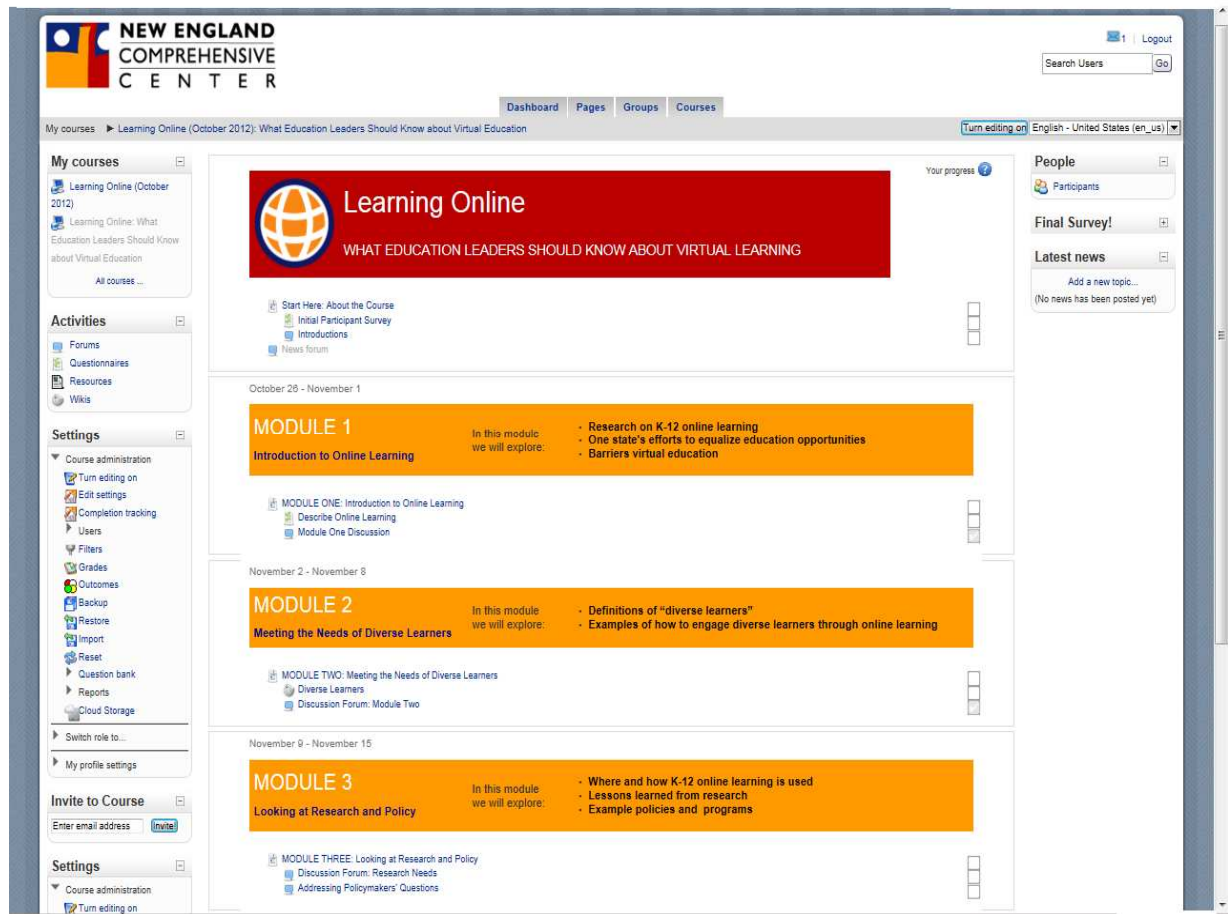 NEW ENGLAND
COMPREHENSIVE
CENTER
1 | Logout
Search Users
Go
Dashboard
Pages
Groups
Courses
My courses ► Learning Online (October 2012): What Education Leaders Should Know about Virtual Education
Turn editing on
English - United States (en_us)
My courses
Learning Online (October
2012)
Learning Online: What
Education Leaders Should Know
about Virtual Education
All courses ...
Activities
Forums
Questionnaires
Resources
Wikis
Settings
Course administration
Turn editing on
Edit settings
Completion tracking
Users
Filters
Grades
Outcomes
Backup
Restore
Import
Reset
Question bank
Reports
Cloud Storage
Switch role to...
My profile settings
Invite to Course
Enter email address
Invite!
Settings
Course administration
Turn editing on
Your progress
Learning Online
WHAT EDUCATION LEADERS SHOULD KNOW ABOUT VIRTUAL LEARNING
Start Here: About the Course
Initial Participant Survey
Introductions
News forum
October 26 - November 1
MODULE 1
Introduction to Online Learning
In this module
we will explore:
- Research on K-12 online learning
- One state's efforts to equalize education opportunities
- Barriers virtual education
MODULE ONE: Introduction to Online Learning
Describe Online Learning
Module One Discussion
November 2 - November 8
MODULE 2
Meeting the Needs of Diverse Learners
In this module
we will explore:
- Definitions of “diverse learners”
- Examples of how to engage diverse learners through online learning
MODULE TWO: Meeting the Needs of Diverse Learners
Diverse Learners
Discussion Forum: Module Two
November 9 - November 15
MODULE 3
Looking at Research and Policy
In this module
we will explore:
- Where and how K-12 online learning is used
- Lessons learned from research
- Example policies and programs
MODULE THREE: Looking at Research and Policy
Discussion Forum: Research Needs
Addressing Policymakers' Questions
People
Participants
Final Survey!
Latest news
Add a new topic...
(No news has been posted yet)